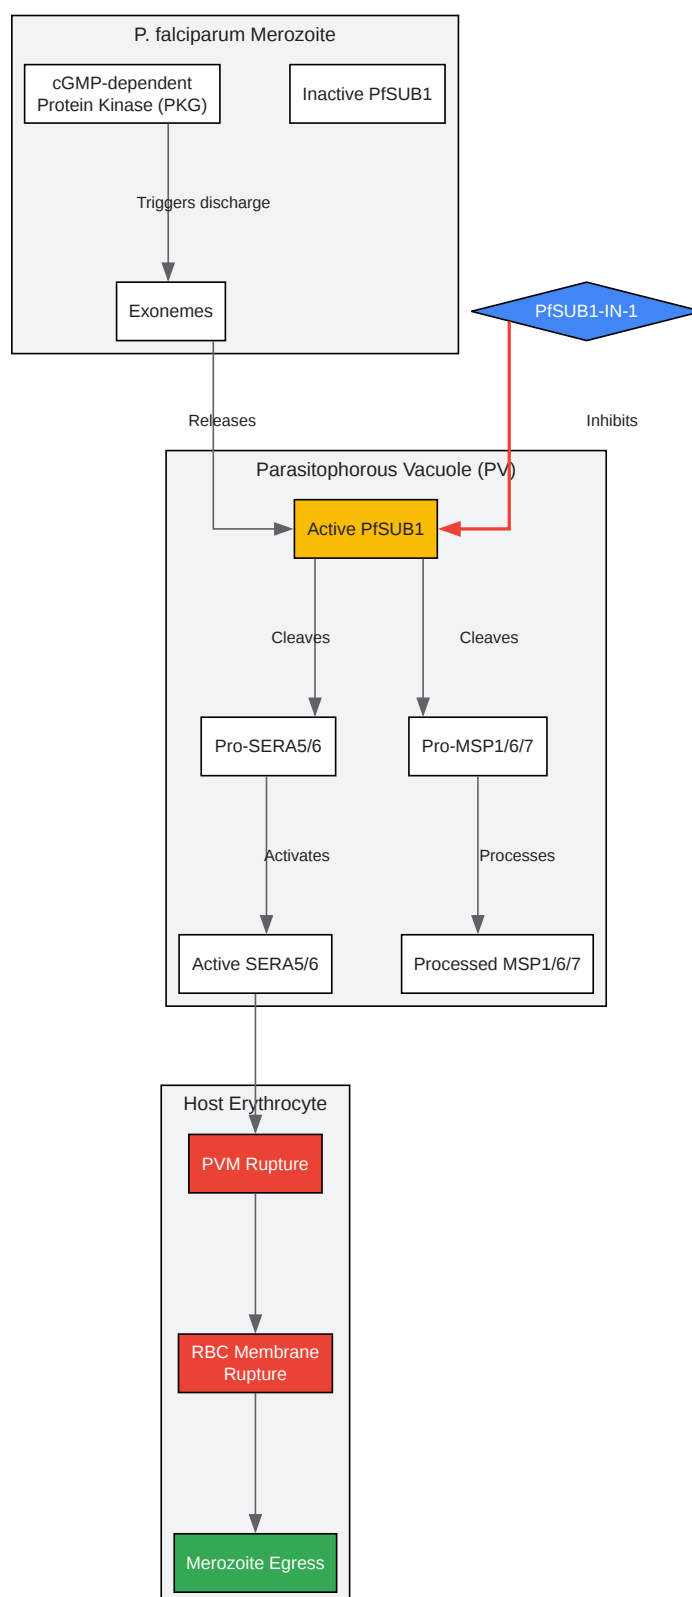 P. falciparum Merozoite
cGMP-dependent
Protein Kinase (PKG)
Inactive PfSUB1
Triggers discharge
Exonemes
PfSUB1-IN-1
Releases
Inhibits
Parasitophorous Vacuole (PV)
Active PfSUB1
Cleaves
Cleaves
Pro-SERA5/6
Pro-MSP1/6/7
Activates
Processes
Active SERA5/6
Processed MSP1/6/7
Host Erythrocyte
PVM Rupture
RBC Membrane
Rupture
Merozoite Egress